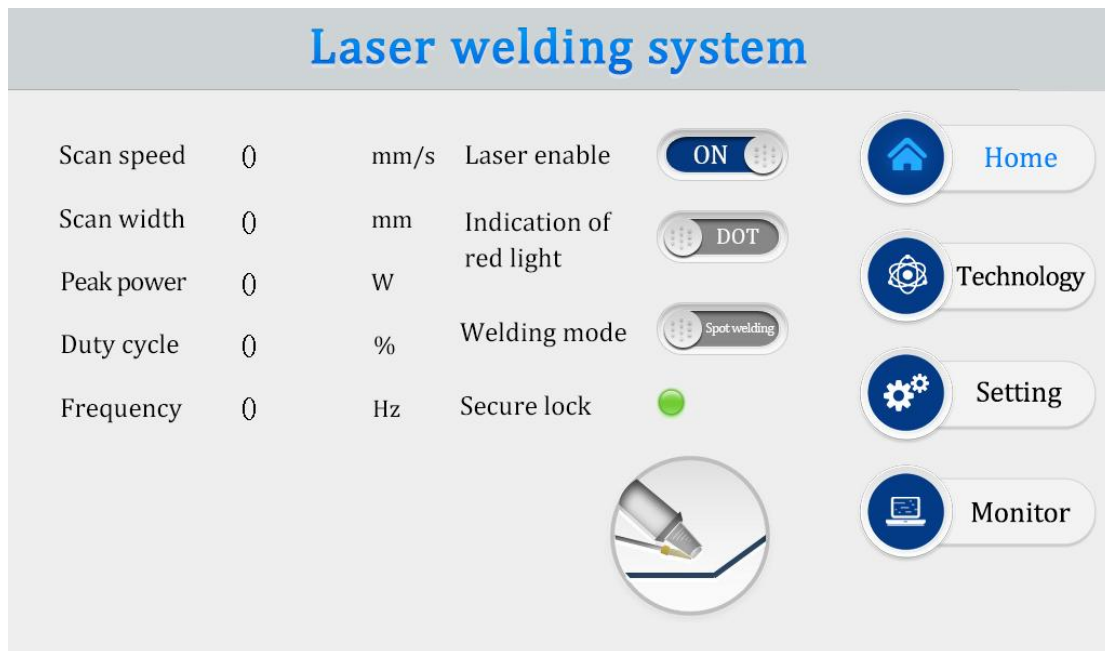 Laser welding system
Scan speed 0 mm/s
Scan width 0 mm
Peak power 0 W
Duty cycle 0 %
Frequency 0 Hz
Laser enable ON
Indication of
red light
DOT
Welding mode Spot welding
Secure lock
Home
Technology
Setting
Monitor